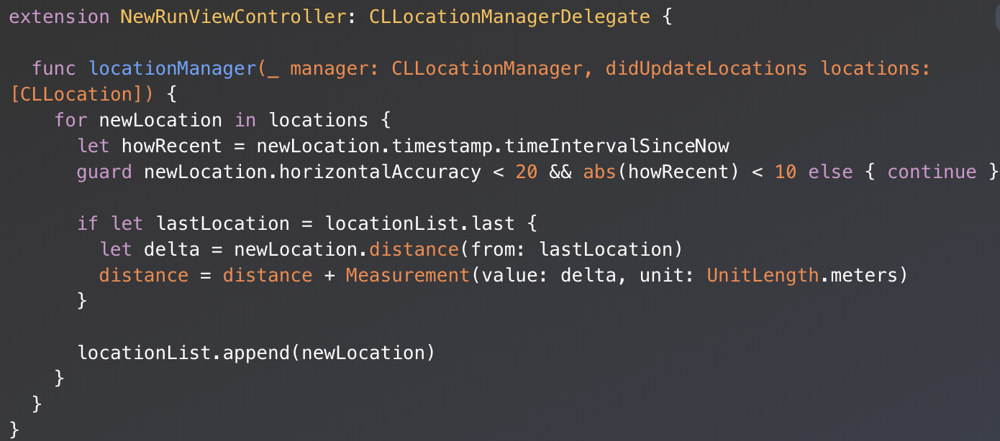 extension NewRunViewController: CLLocationManagerDelegate {
  func locationManager(_ manager: CLLocationManager, didUpdateLocations locations:
[CLLocation]) {
    for newLocation in locations {
      let howRecent = newLocation.timestamp.timeIntervalSinceNow
      guard newLocation.horizontalAccuracy < 20 && abs(howRecent) < 10 else { continue }
      if let lastLocation = locationList.last {
        let delta = newLocation.distance(from: lastLocation)
        distance = distance + Measurement(value: delta, unit: UnitLength.meters)
      }
      locationList.append(newLocation)
    }
  }
}